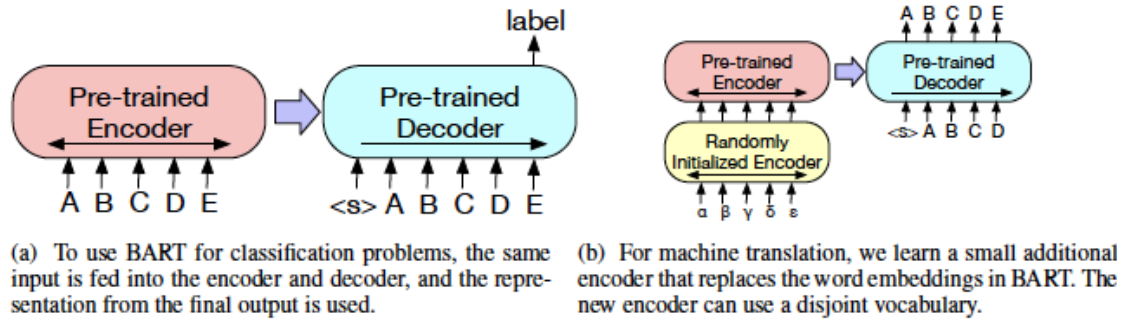 label
Pre-trained
Encoder
Pre-trained
Decoder
A B C D E
<s> A B C D E
(a) To use BART for classification problems, the same
input is fed into the encoder and decoder, and the repre-
sentation from the final output is used.
A B C D E
Pre-trained
Encoder
Pre-trained
Decoder
<s> A B C D
Randomly
Initialized Encoder
α β γ δ ε
(b) For machine translation, we learn a small additional
encoder that replaces the word embeddings in BART. The
new encoder can use a disjoint vocabulary.